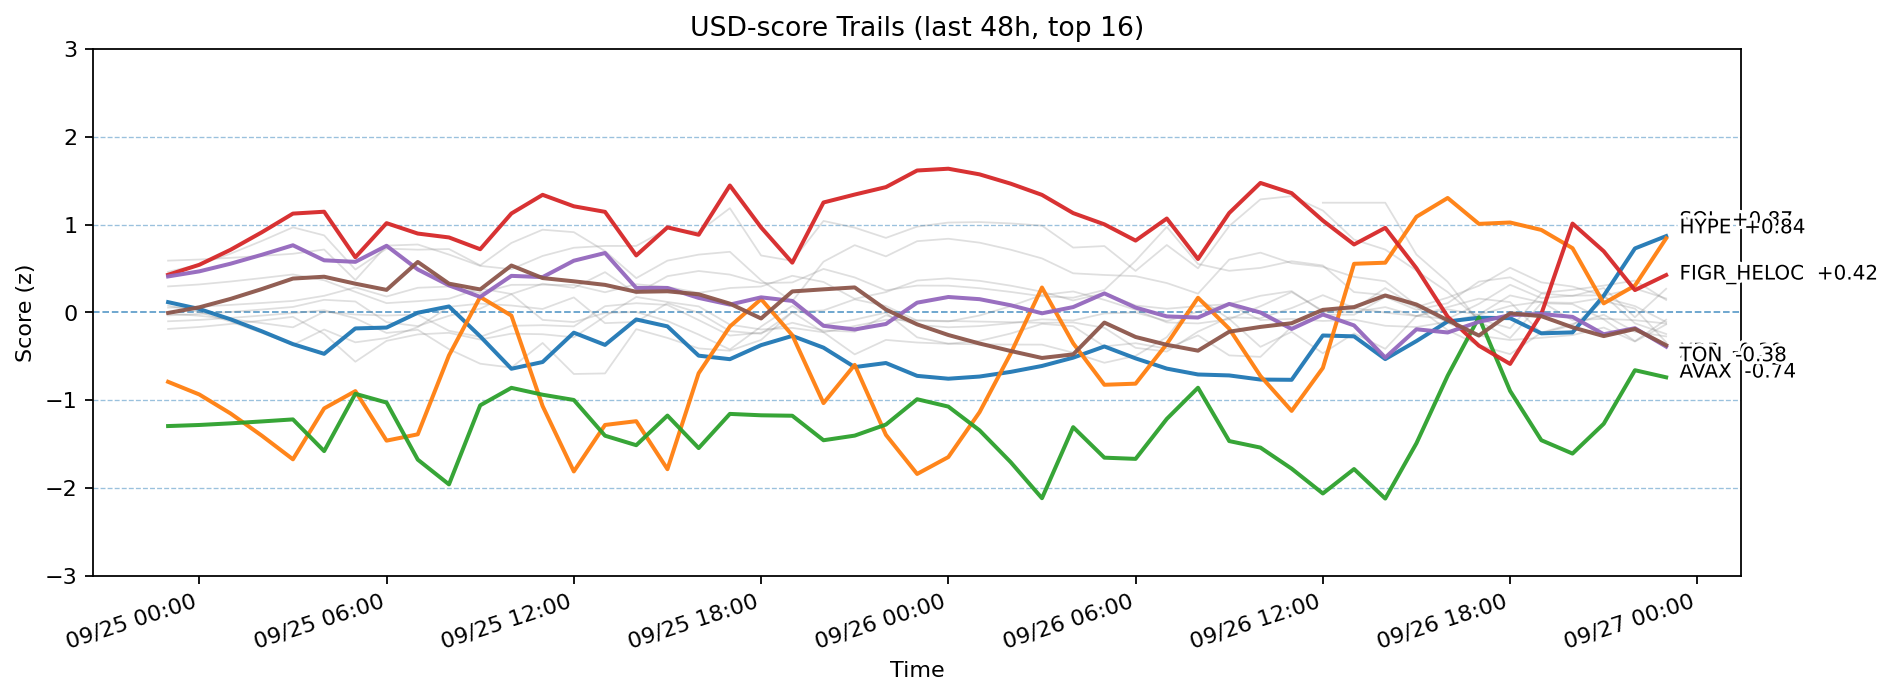 USD-score Trails (last 48h, top 16)
Score (z)
3
2
1
0
−1
−2
−3
HYPE +0.84
FIGR_HELOC +0.42
TON -0.38
AVAX -0.74
09/25 00:00
09/25 06:00
09/25 12:00
09/25 18:00
09/26 00:00
09/26 06:00
09/26 12:00
09/26 18:00
09/27 00:00
Time